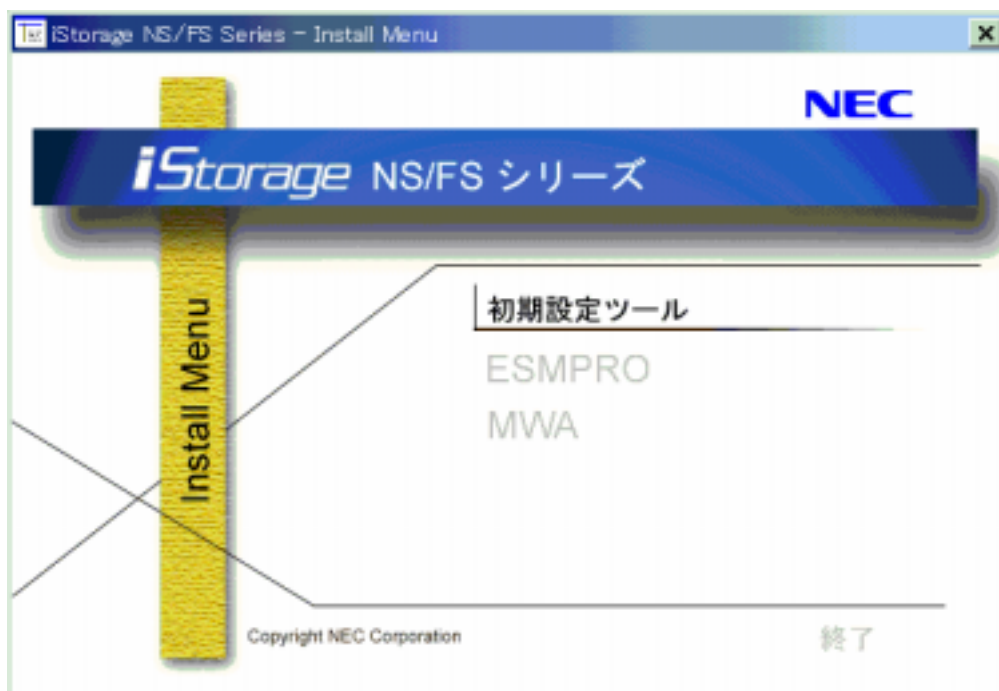 iStorage NS/FS Series - Install Menu
NEC
iStorage NS/FS シリーズ
Install Menu
初期設定ツール
ESMPRO
MWA
Copyright NEC Corporation
終了